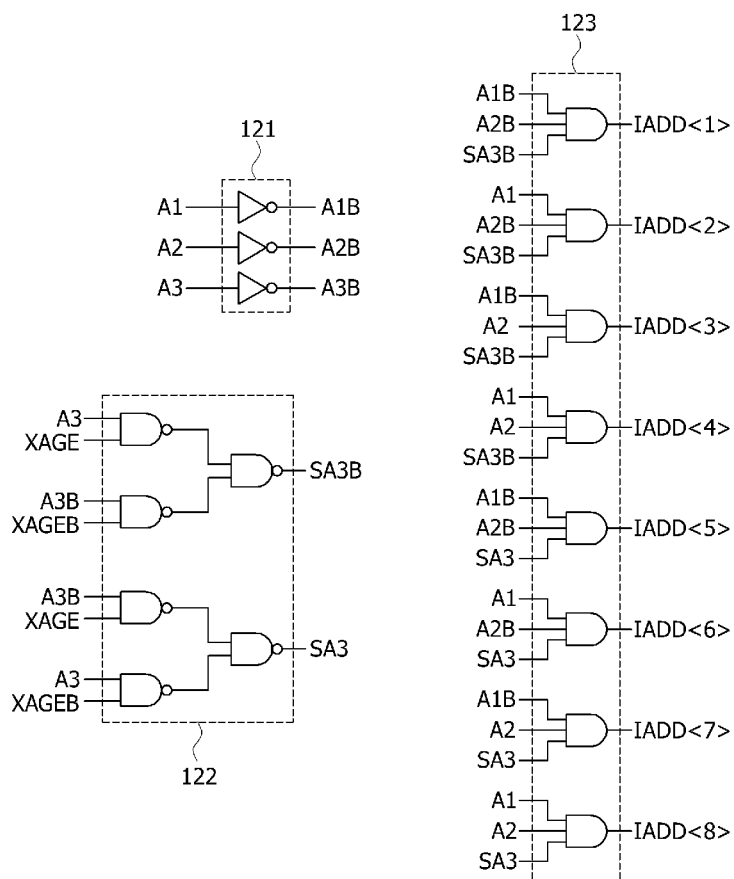 121
A1
A1B
A2
A2B
A3
A3B
A3
XAGE
SA3B
A3B
XAGEB
A3B
XAGE
SA3
A3
XAGEB
122
123
A1B
A2B
SA3B
IADD<1>
A1
A2B
SA3B
IADD<2>
A1B
A2
SA3B
IADD<3>
A1
A2
SA3B
IADD<4>
A1B
A2B
SA3
IADD<5>
A1
A2B
SA3
IADD<6>
A1B
A2
SA3
IADD<7>
A1
A2
SA3
IADD<8>